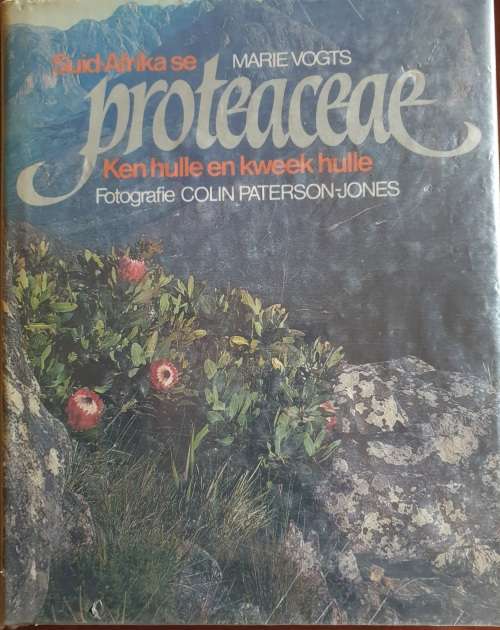 Suid-Afrika se
MARIE VOGTS
proteaceae
Ken hulle en kweek hulle
Fotografie COLIN PATERSON-JONES